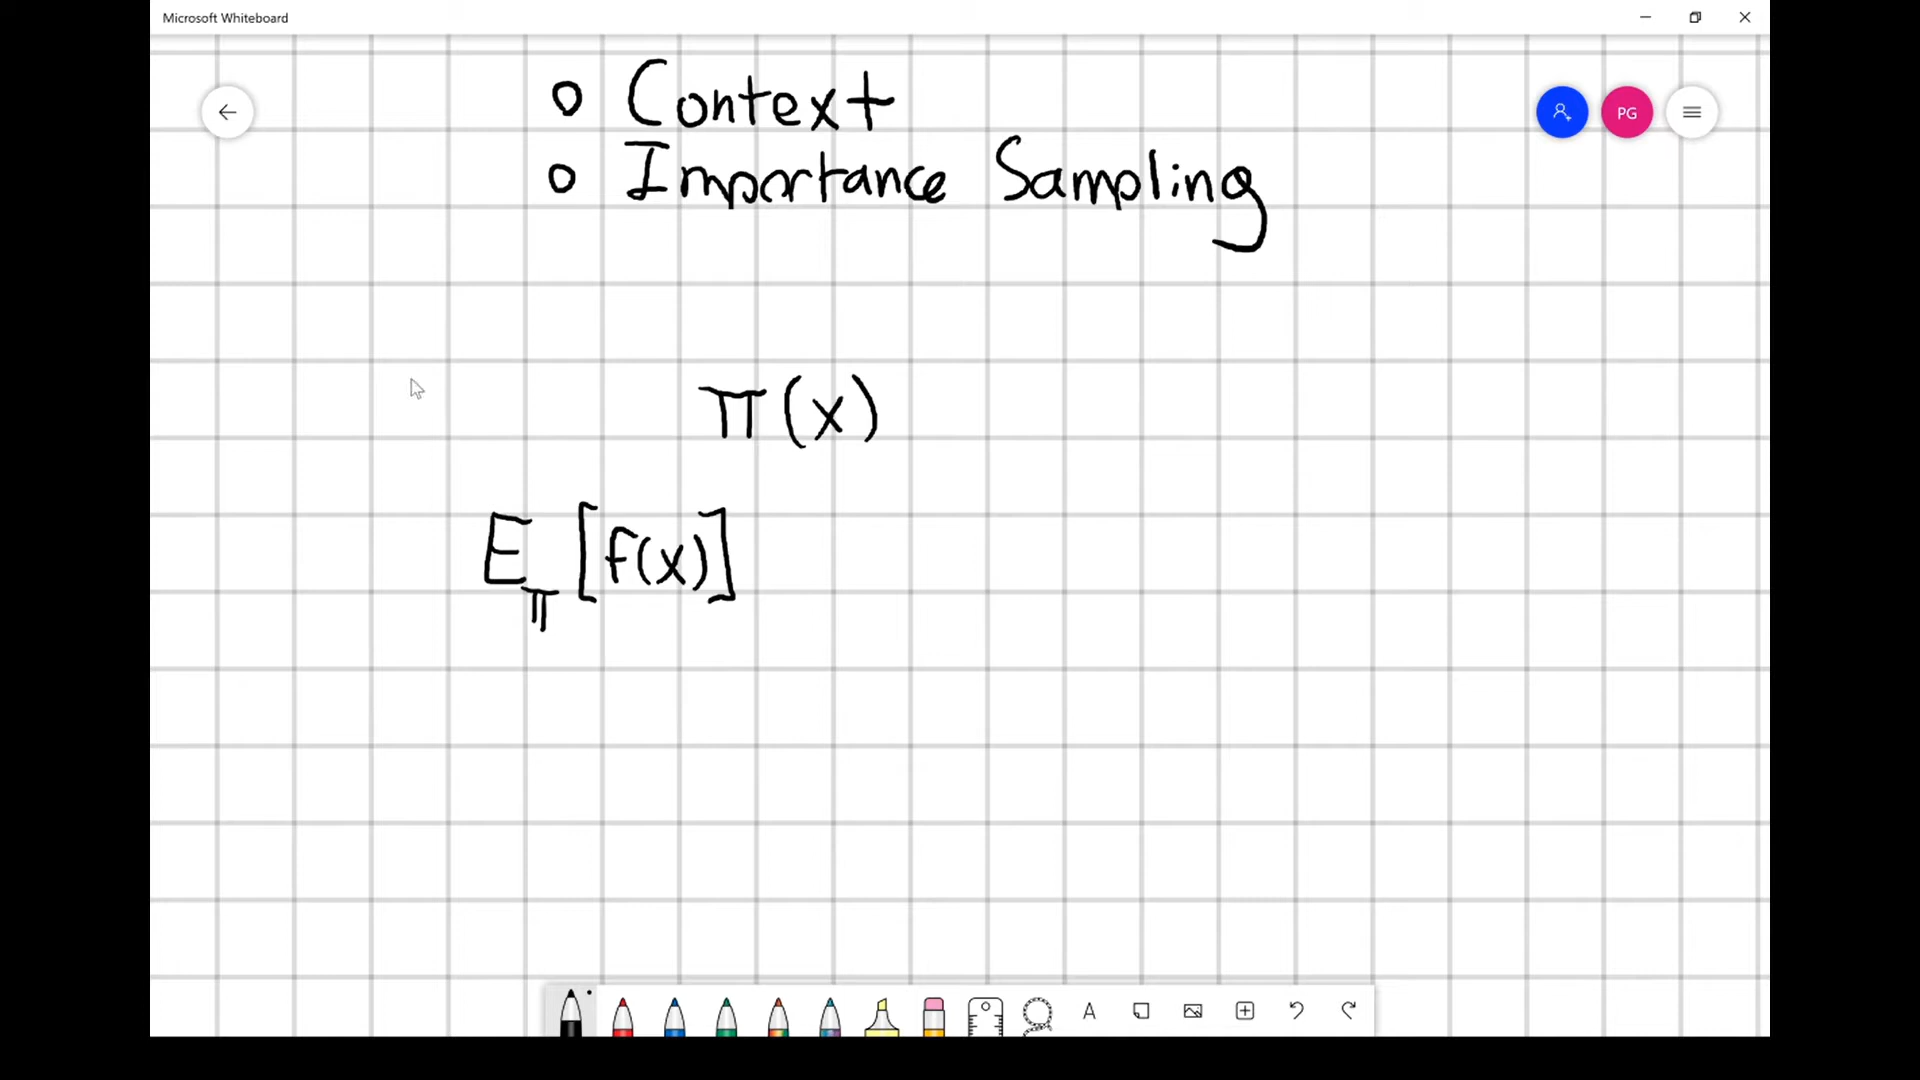 Microsoft Whiteboard
o Context
PG
o Importance Sampling
π(x)
E_π [f(x)]
A